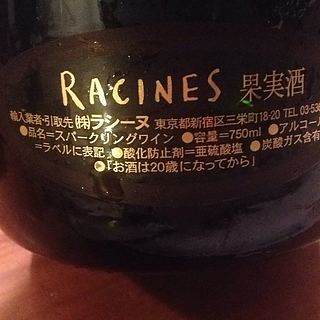 RACINES 果実酒
輸入業者・引取先 ㈱ラシーヌ 東京都新宿区三栄町18-20 TEL 03-53
●品名=スパークリングワイン ●容量=750ml ●アルコール
=ラベルに表記 ●酸化防止剤=亜硫酸塩 ●炭酸ガス含有
●「お酒は20歳になってから」